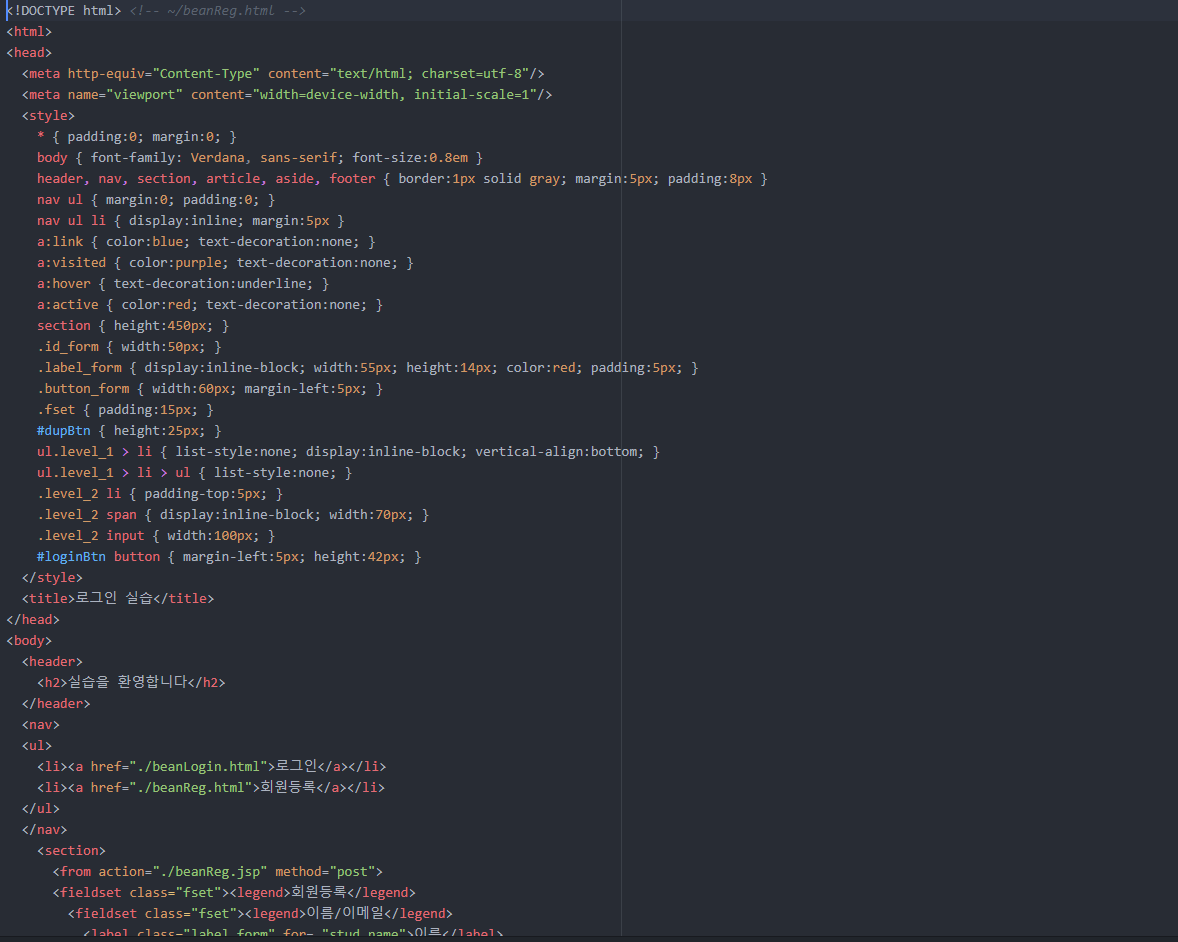 <!DOCTYPE html> <!-- ~/beanReg.html -->
<html>
<head>
<meta http-equiv="Content-Type" content="text/html; charset=utf-8"/>
<meta name="viewport" content="width=device-width, initial-scale=1"/>
<style>
* { padding:0; margin:0; }
body { font-family: Verdana, sans-serif; font-size:0.8em }
header, nav, section, article, aside, footer { border:1px solid gray; margin:5px; padding:8px }
nav ul { margin:0; padding:0; }
nav ul li { display:inline; margin:5px }
a:link { color:blue; text-decoration:none; }
a:visited { color:purple; text-decoration:none; }
a:hover { text-decoration:underline; }
a:active { color:red; text-decoration:none; }
section { height:450px; }
.id_form { width:50px; }
.label_form { display:inline-block; width:55px; height:14px; color:red; padding:5px; }
.button_form { width:60px; margin-left:5px; }
.fset { padding:15px; }
#dupBtn { height:25px; }
ul.level_1 > li { list-style:none; display:inline-block; vertical-align:bottom; }
ul.level_1 > li > ul { list-style:none; }
.level_2 li { padding-top:5px; }
.level_2 span { display:inline-block; width:70px; }
.level_2 input { width:100px; }
#loginBtn button { margin-left:5px; height:42px; }
</style>
<title>로그인 실습</title>
</head>
<body>
<header>
<h2>실습을 환영합니다</h2>
</header>
<nav>
<ul>
<li><a href="./beanLogin.html">로그인</a></li>
<li><a href="./beanReg.html">회원등록</a></li>
</ul>
</nav>
<section>
<from action="./beanReg.jsp" method="post">
<fieldset class="fset"><legend>회원등록</legend>
<fieldset class="fset"><legend>이름/이메일</legend>
<label class="label_form" for= "stud_name">이름</label>